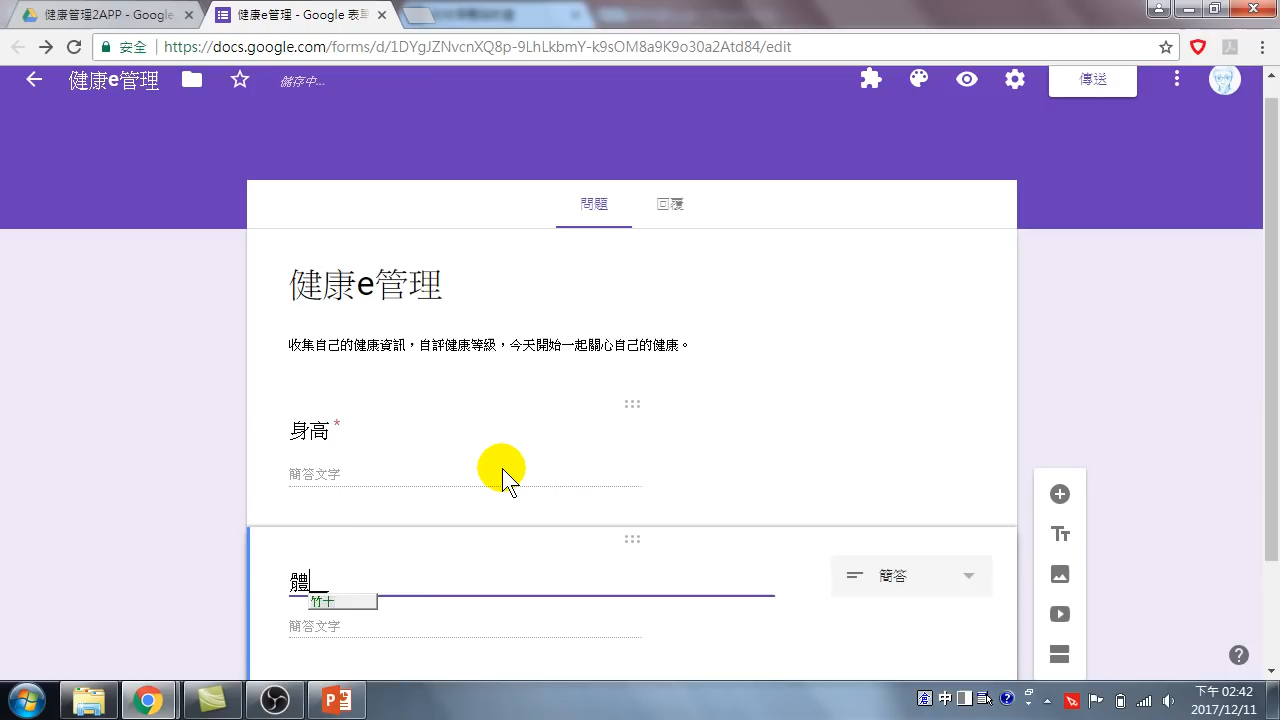 健康管理2APP - Google
健康e管理 - Google 表單
安全
https://docs.google.com/forms/d/1DYgJZNvcnXQGp-9LhLkbmY-k9sOM8a9K9o30a2Atd84/edit
健康e管理
儲存中...
傳送
問題
回覆
健康e管理
收集自己的健康資訊，自評健康等級，今天開始一起關心自己的健康。
身高 *
簡答文字
體
竹十
簡答
簡答文字
Tт
倉 中
下午 02:42
2017/12/11